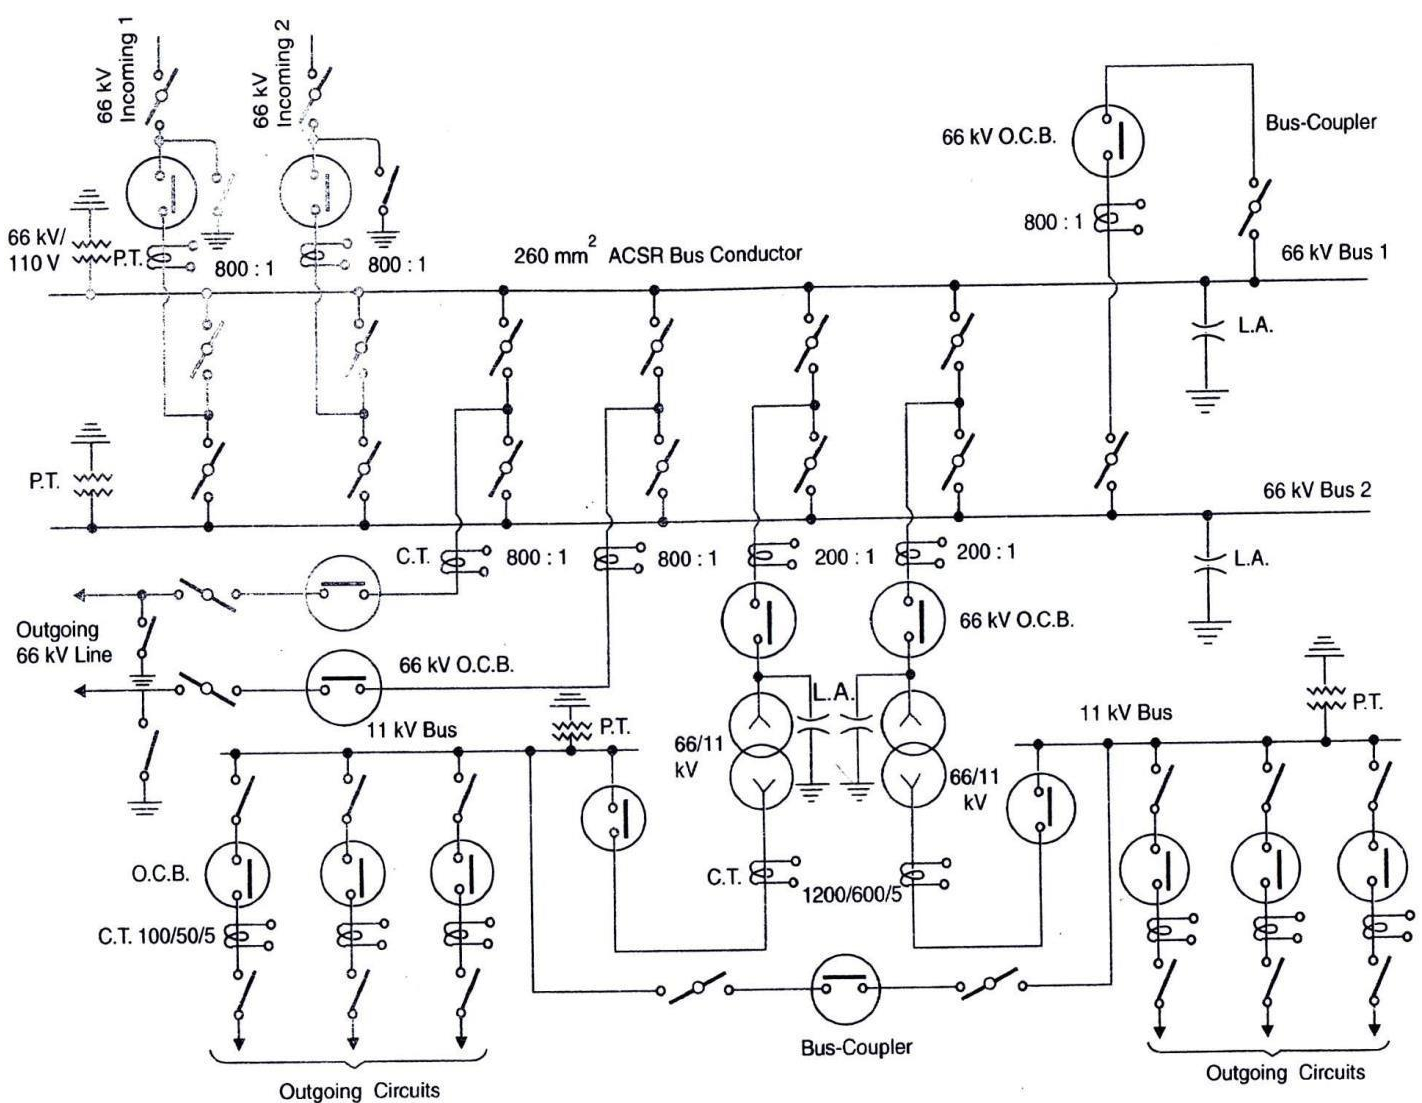 66 kV
Incoming 1
66 kV
Incoming 2
66 kV O.C.B.
Bus-Coupler
800 : 1
66 kV/
110 V
P.T.
800 : 1
800 : 1
260 mm² ACSR Bus Conductor
66 kV Bus 1
L.A.
P.T.
66 kV Bus 2
C.T.
800 : 1
800 : 1
200 : 1
200 : 1
L.A.
Outgoing
66 kV Line
66 kV O.C.B.
66 kV O.C.B.
L.A.
11 kV Bus
P.T.
66/11
kV
66/11
kV
11 kV Bus
P.T.
O.C.B.
C.T.
1200/600/5
C.T. 100/50/5
Bus-Coupler
Outgoing Circuits
Outgoing Circuits